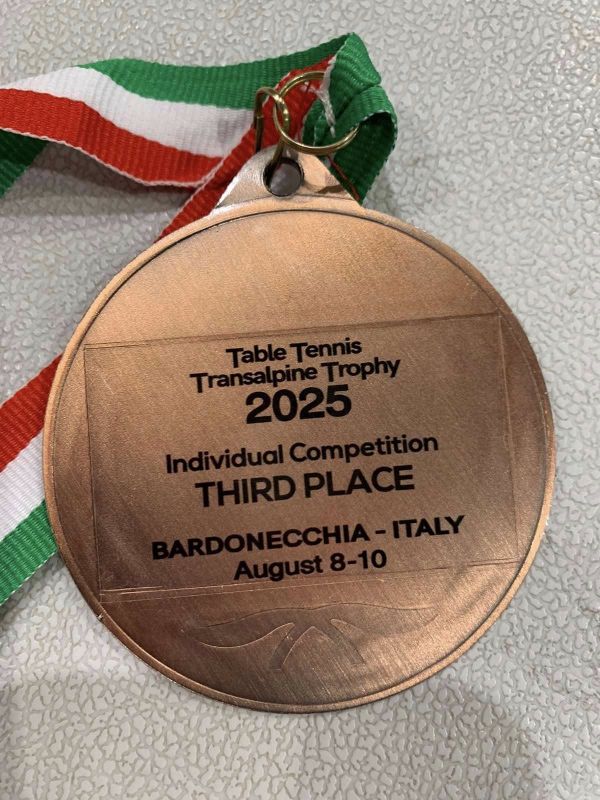 Table Tennis
Transalpine Trophy
2025
Individual Competition
THIRD PLACE
BARDONECCHIA - ITALY
August 8-10